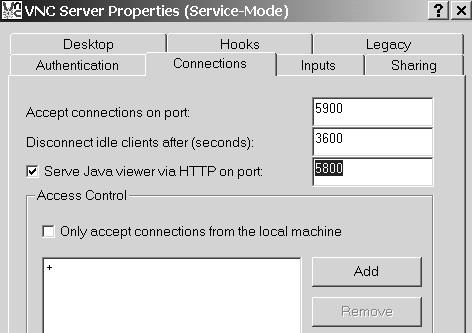 VNC Server Properties (Service-Mode)
Desktop Hooks Legacy
Authentication Connections Inputs Sharing
Accept connections on port: 5900
Disconnect idle clients after (seconds): 3600
Serve Java viewer via HTTP on port: 5800
Access Control
Only accept connections from the local machine
+
Add
Remove